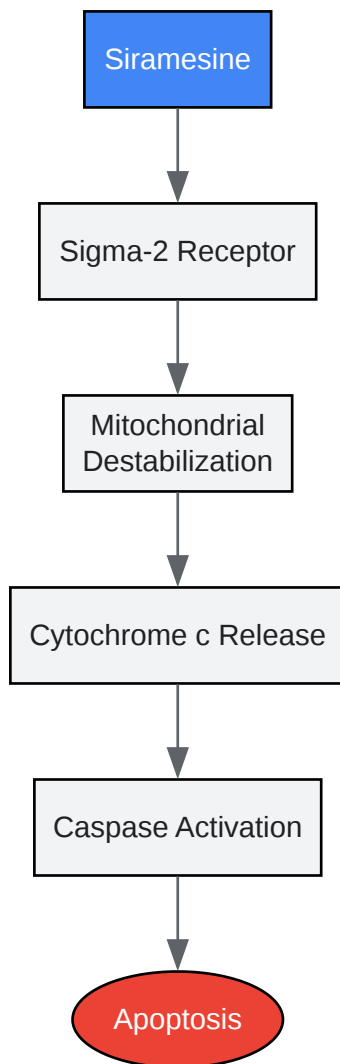 Siramesine
Sigma-2 Receptor
Mitochondrial
Destabilization
Cytochrome c Release
Caspase Activation
Apoptosis